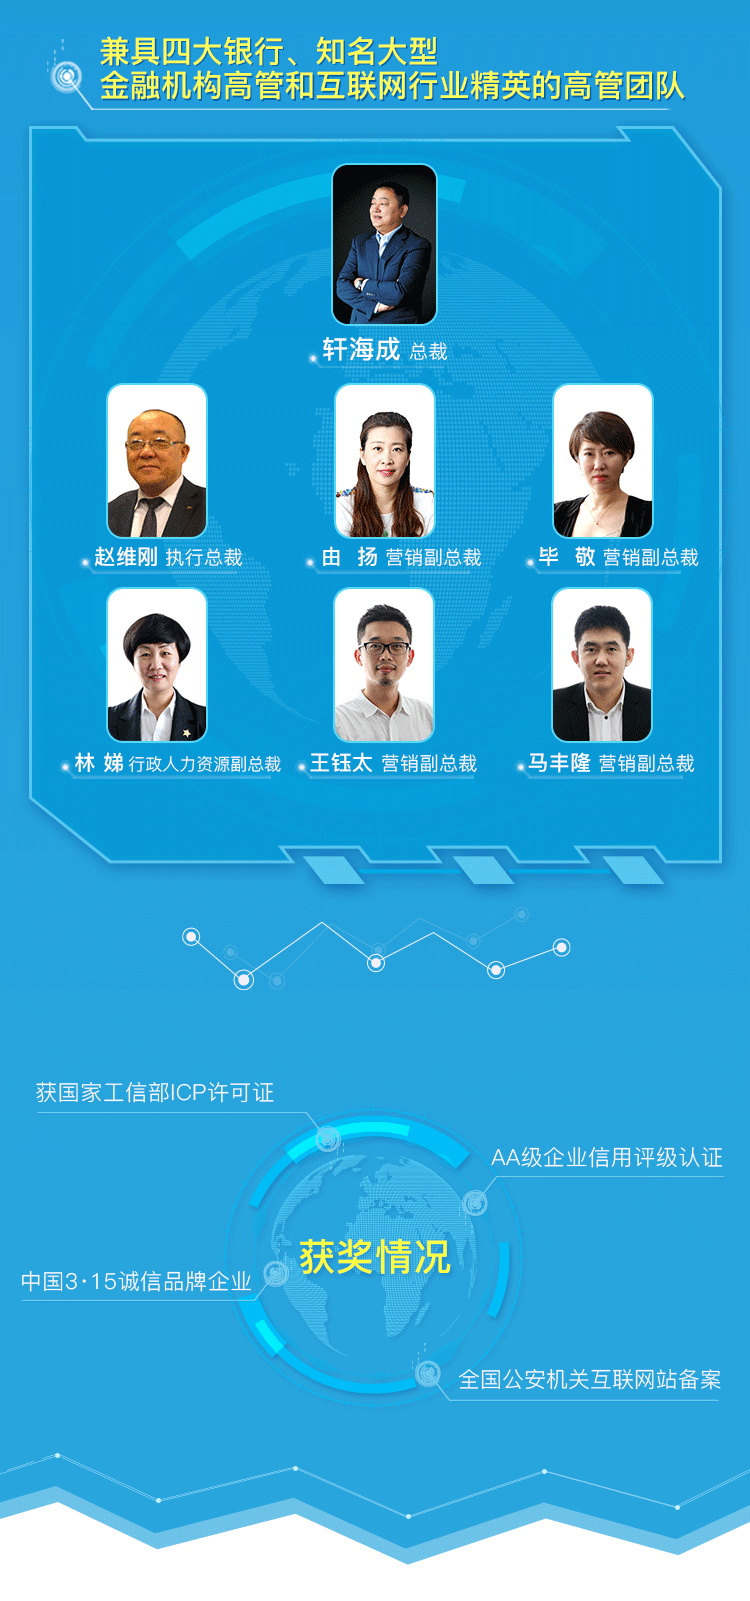 兼具四大银行、知名大型
金融机构高管和互联网行业精英的高管团队
轩海成 总裁
赵维刚 执行总裁
由 扬 营销副总裁
毕 敬 营销副总裁
林 娣 行政人力资源副总裁
王钰太 营销副总裁
马丰隆 营销副总裁
获国家工信部ICP许可证
AA级企业信用评级认证
获奖情况
中国3·15诚信品牌企业
全国公安机关互联网站备案